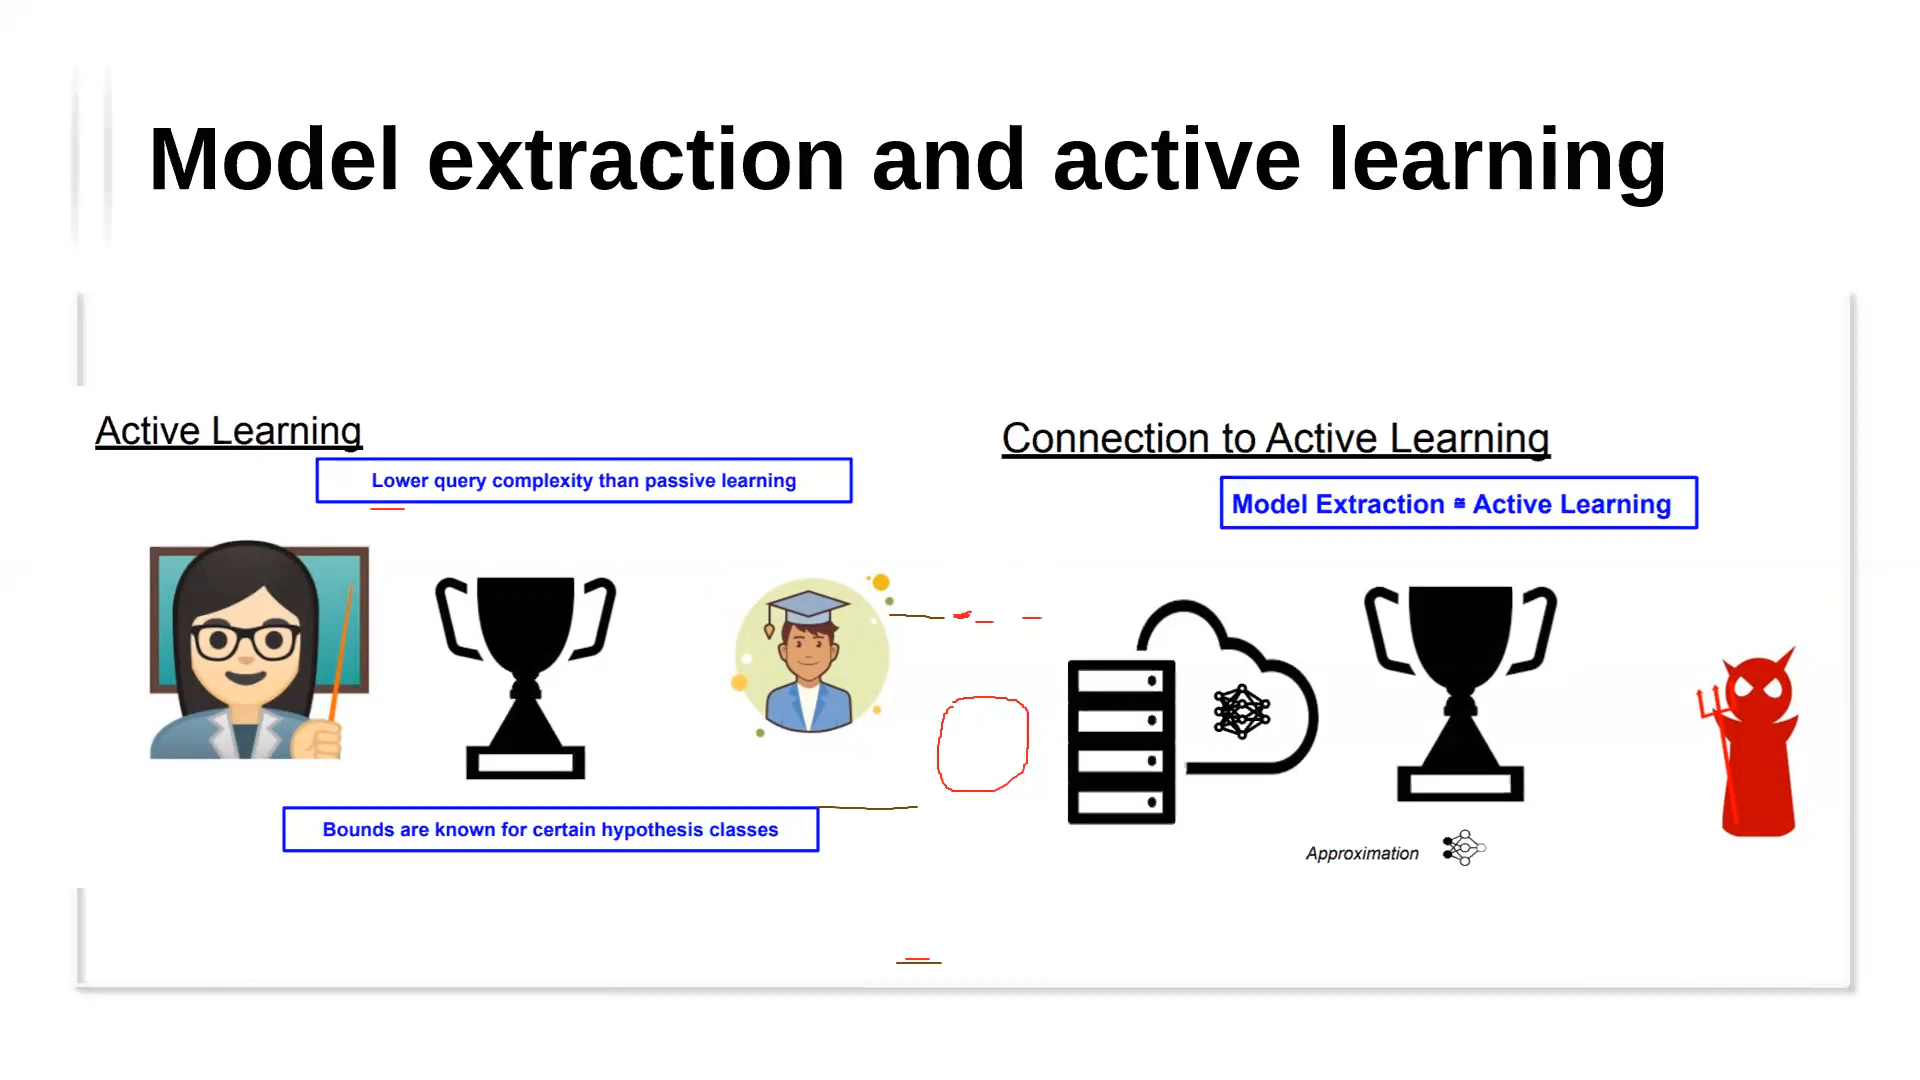 Model extraction and active learning
Active Learning
Lower query complexity than passive learning
Bounds are known for certain hypothesis classes
Connection to Active Learning
Model Extraction ≅ Active Learning
Approximation